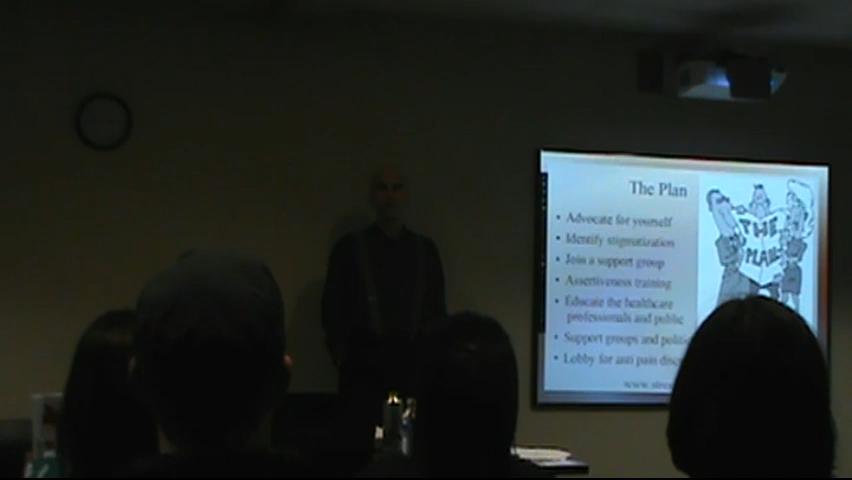 The Plan
• Advocate for yourself
• Identify stigmatization
• Join a support group
• Assertiveness training
• Educate the healthcare
professionals and public
• Support groups and
• Lobby for anti pain
THE
PLAN